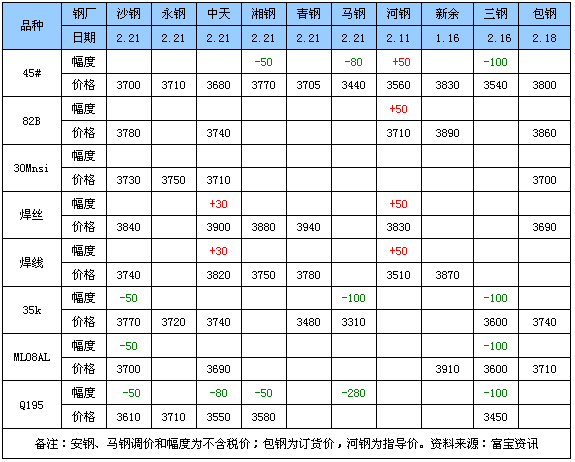 品种 钢厂 沙钢 永钢 中天 湘钢 青钢 马钢 河钢 新余 三钢 包钢
日期 2.21 2.21 2.21 2.21 2.21 2.21 2.11 1.16 2.16 2.18
45# 幅度 -50 -80 +50 -100
价格 3700 3710 3680 3770 3705 3440 3560 3830 3540 3800
82B 幅度 +50
价格 3780 3740 3710 3890 3860
30Mnsi 幅度
价格 3730 3750 3710 3700
焊丝 幅度 +30 +50
价格 3840 3900 3880 3940 3830 3690
焊线 幅度 +30 +50
价格 3740 3820 3750 3780 3510 3870
35k 幅度 -50 -100 -100
价格 3770 3720 3740 3480 3310 3600 3740
ML08AL 幅度 -50 -100
价格 3700 3690 3910 3600 3710
Q195 幅度 -50 -80 -50 -280 -100
价格 3610 3710 3550 3580 3450
备注：安钢、马钢调价和幅度为不含税价；包钢为订货价，河钢为指导价。资料来源：富宝资讯